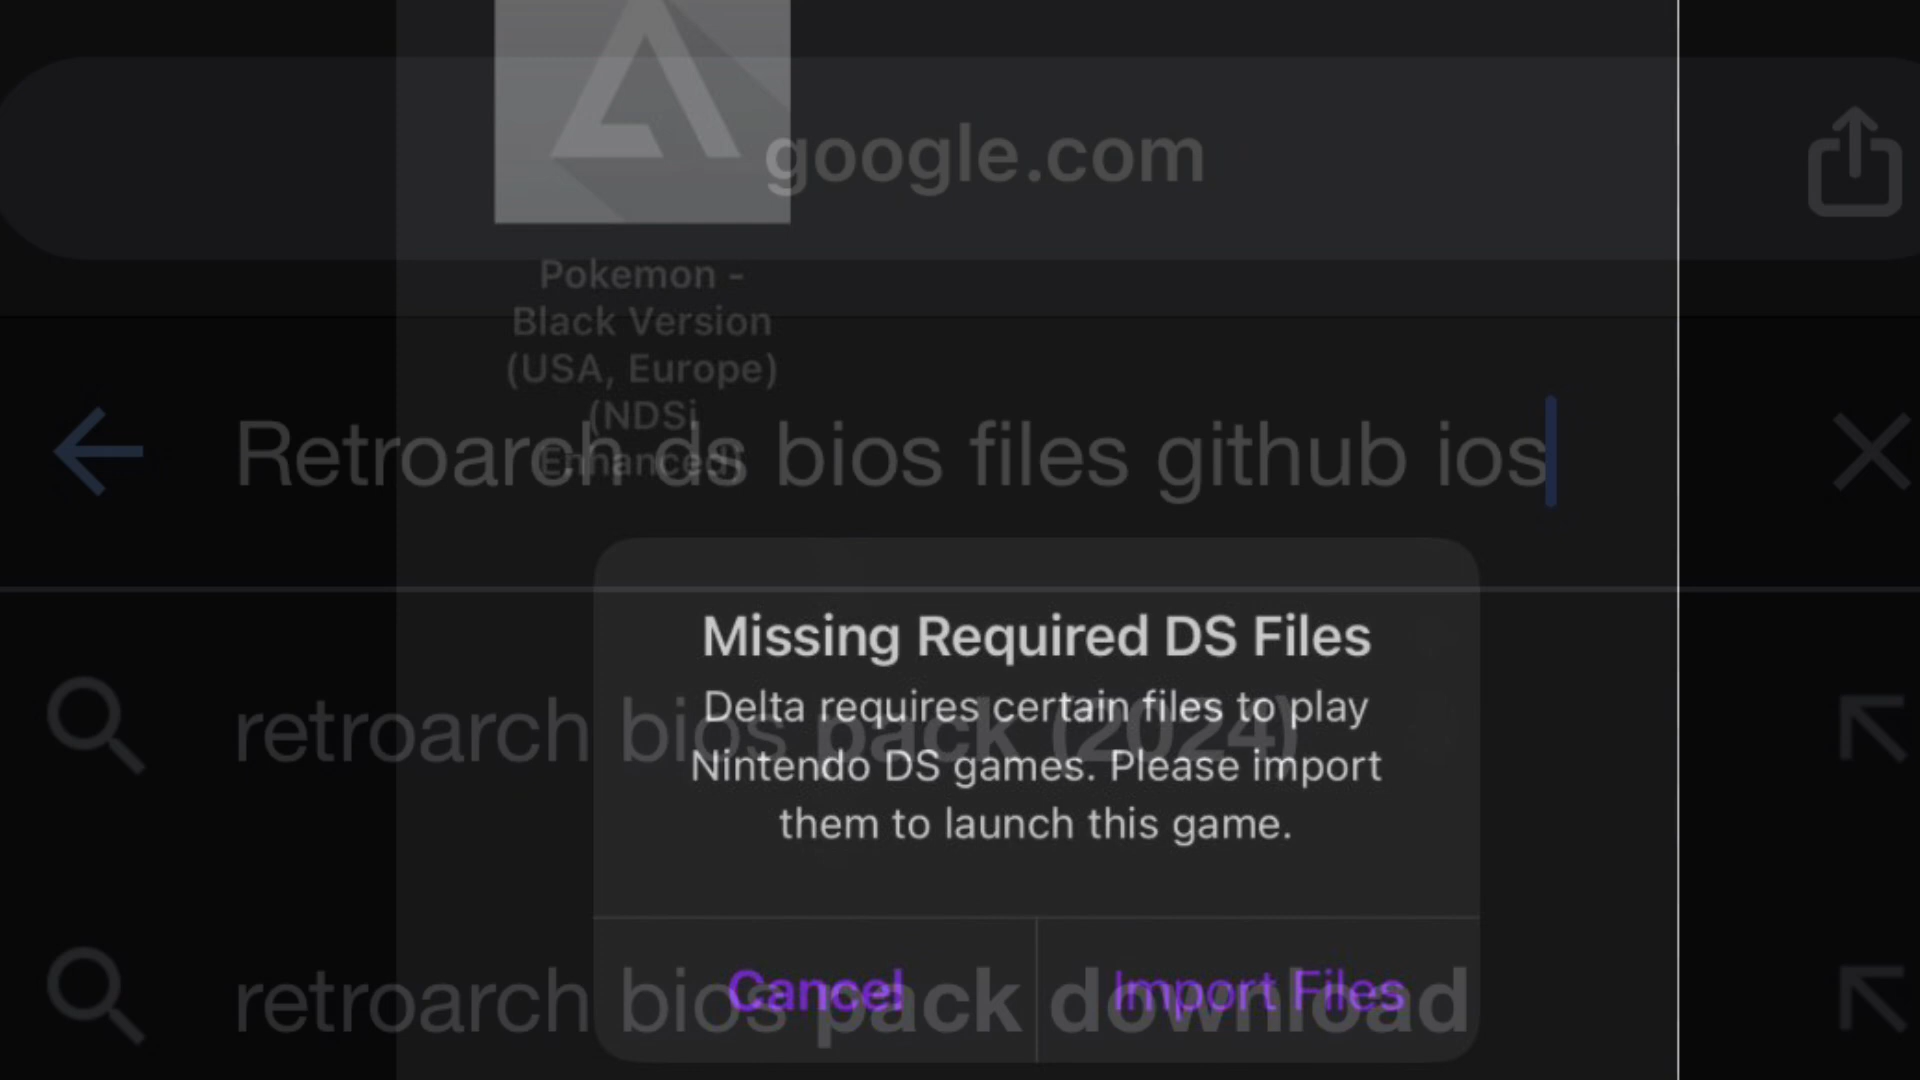 google.com
Pokemon -
Black Version
(USA, Europe)
(NDSi
Enhanced)
Retroarch ds bios files github ios
Missing Required DS Files
Delta requires certain files to play
Nintendo DS games. Please import
them to launch this game.
retroarch bios pack (2024)
Cancel
Import Files
retroarch bios pack download